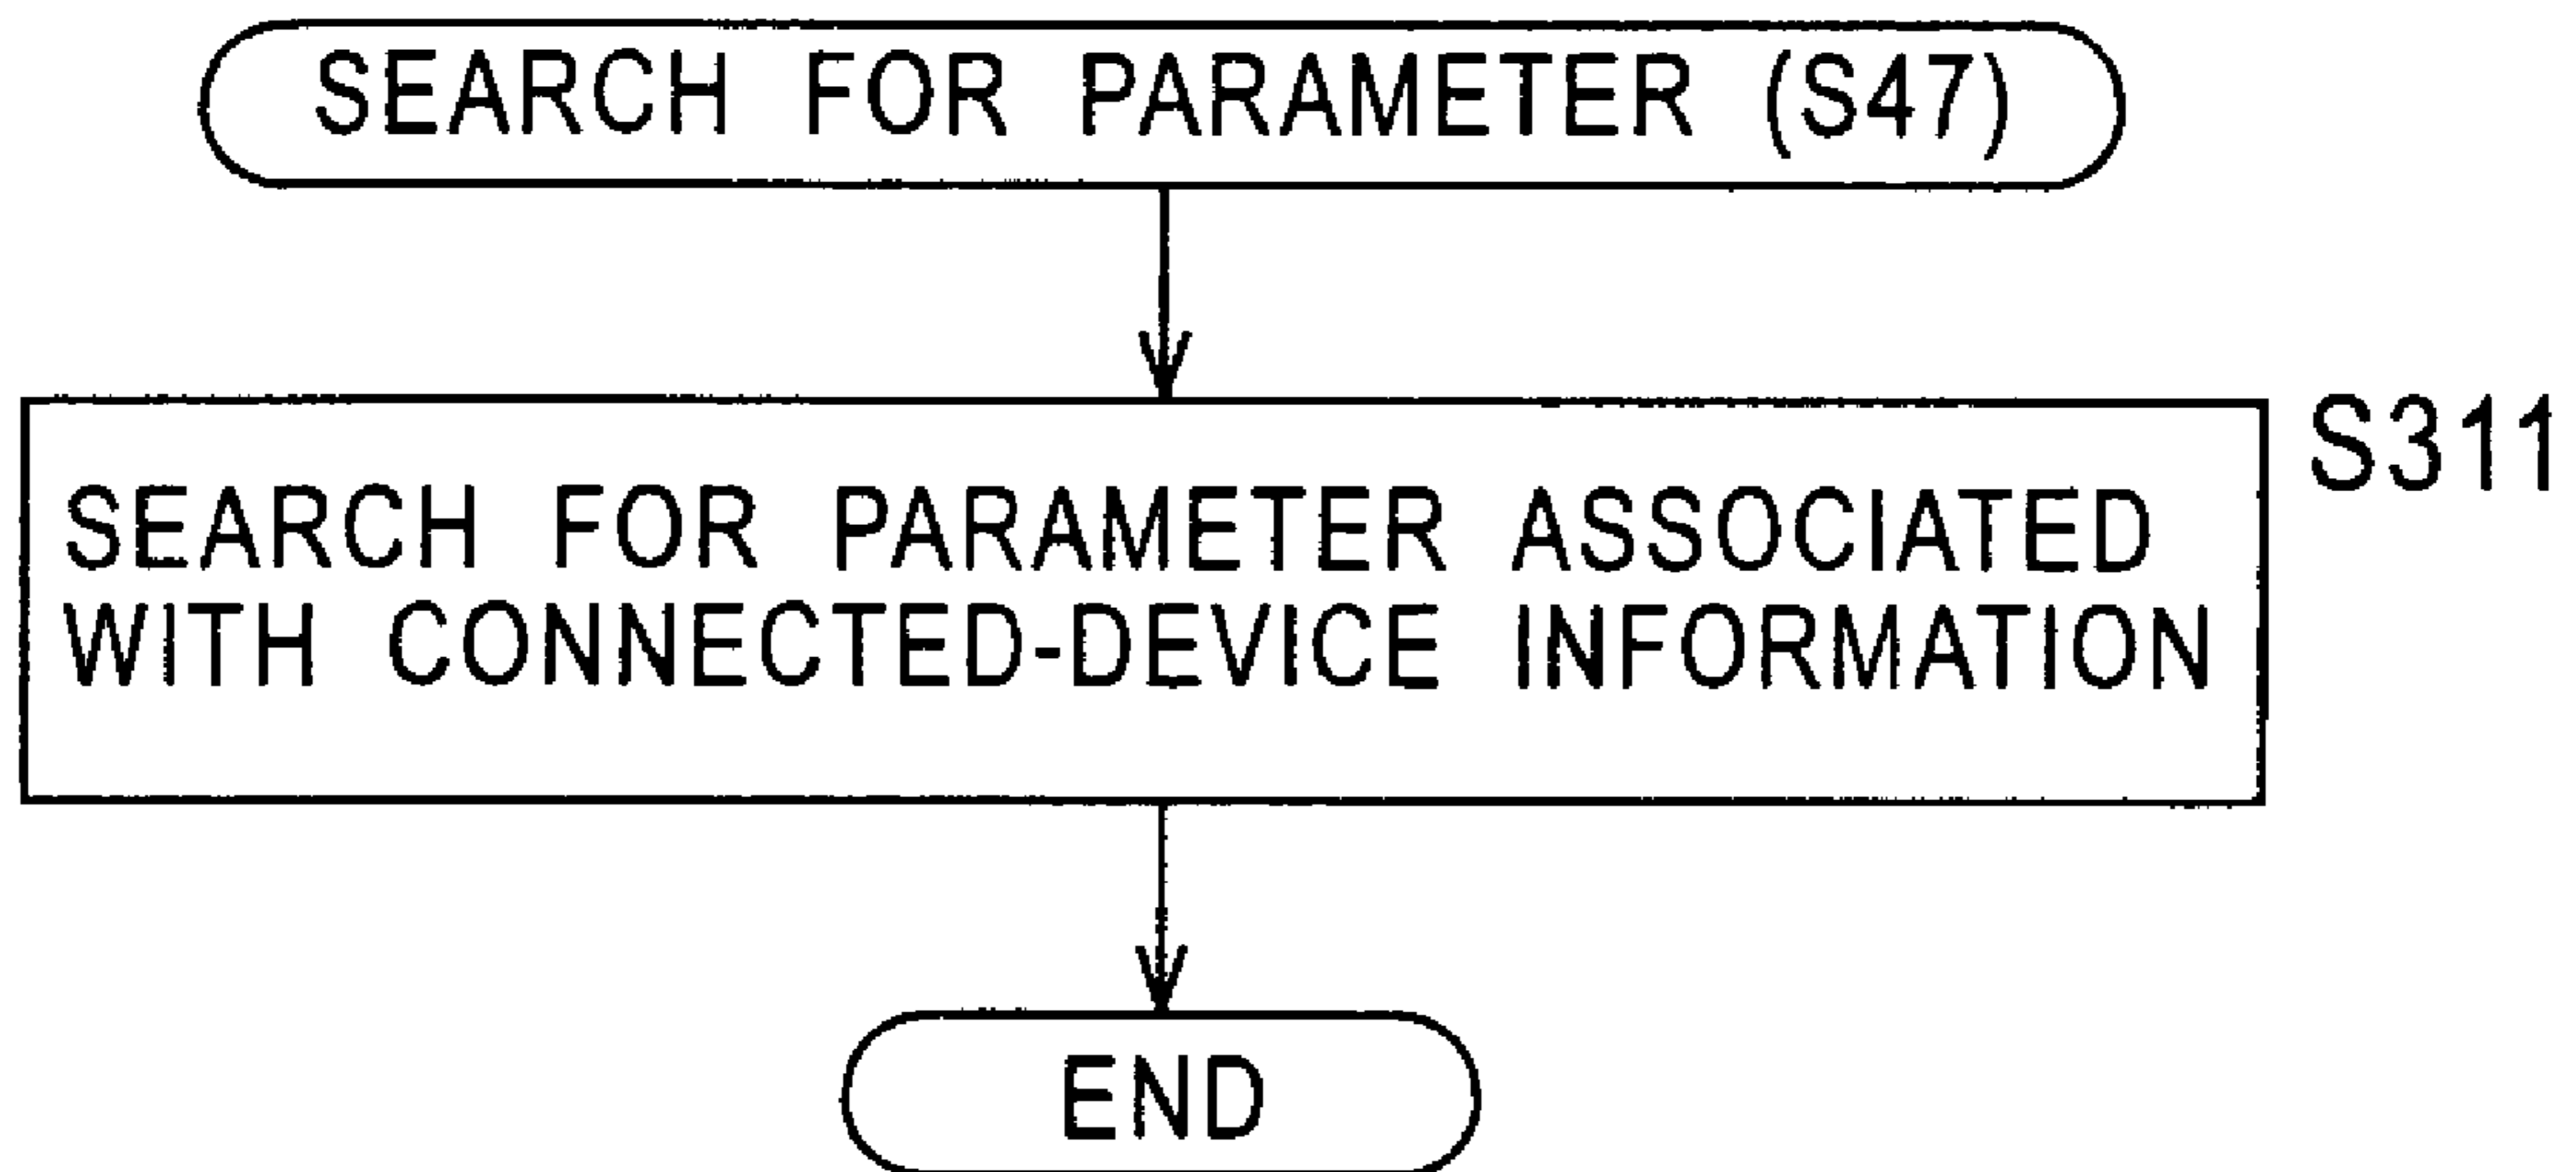 SEARCH FOR PARAMETER (S47)
S311
SEARCH FOR PARAMETER ASSOCIATED
WITH CONNECTED-DEVICE INFORMATION
END